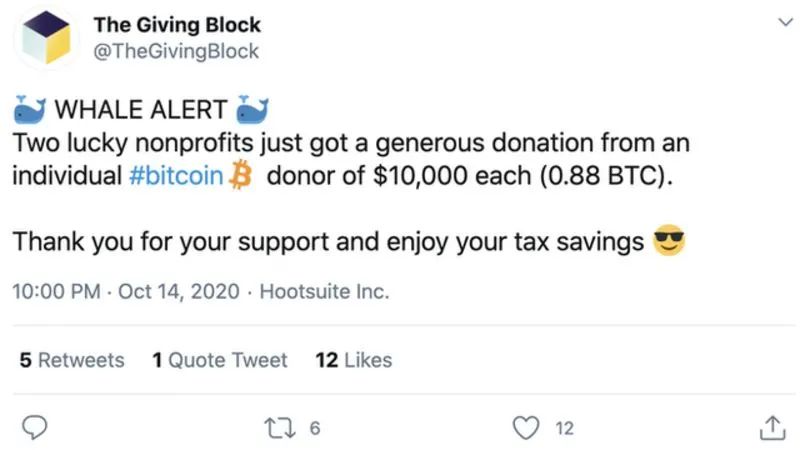 The Giving Block
@TheGivingBlock
🐳 WHALE ALERT 🐳
Two lucky nonprofits just got a generous donation from an
individual #bitcoin ₿ donor of $10,000 each (0.88 BTC).
Thank you for your support and enjoy your tax savings 😎
10:00 PM · Oct 14, 2020 · Hootsuite Inc.
5 Retweets 1 Quote Tweet 12 Likes
6 12